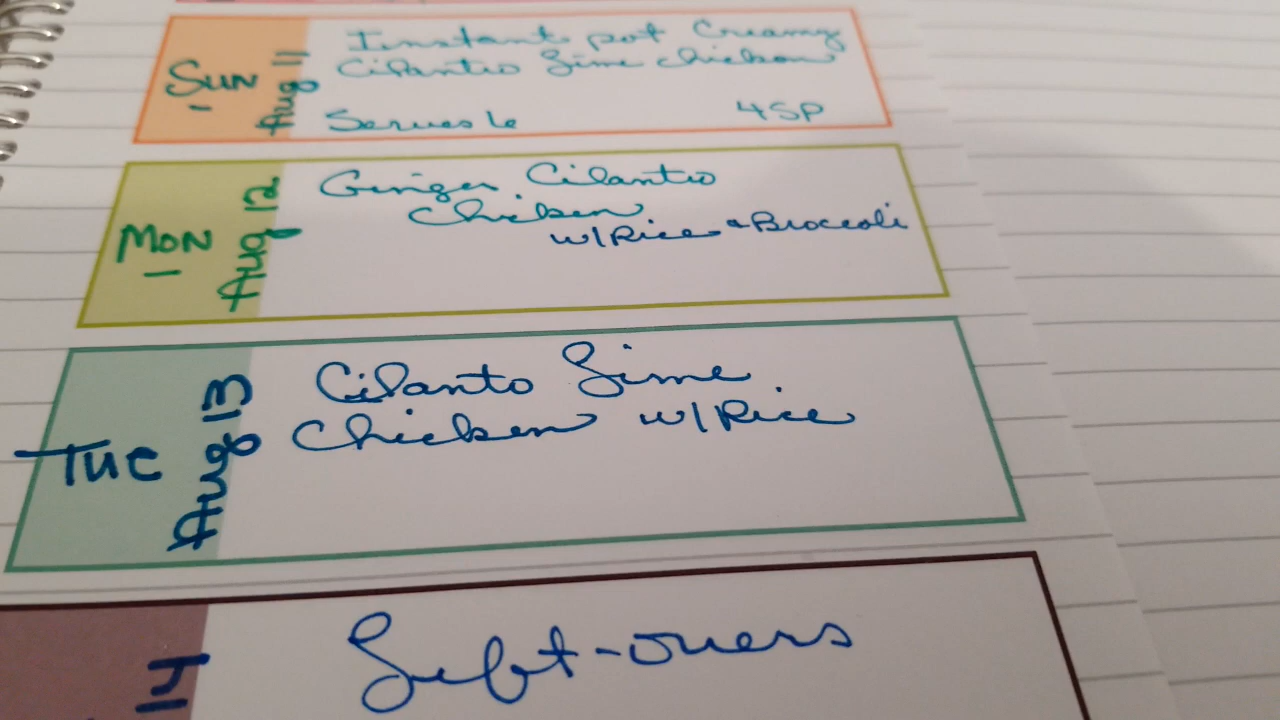 Sun
Aug 11
Instant pot Creamy
Cilantro Lime chicken
Serves 6
4SP
Mon
Aug 12
Ginger Cilantro
Chicken
w/Rice & Broccoli
Tue
Aug 13
Cilanto Lime
Chicken w/Rice
14
Left-overs